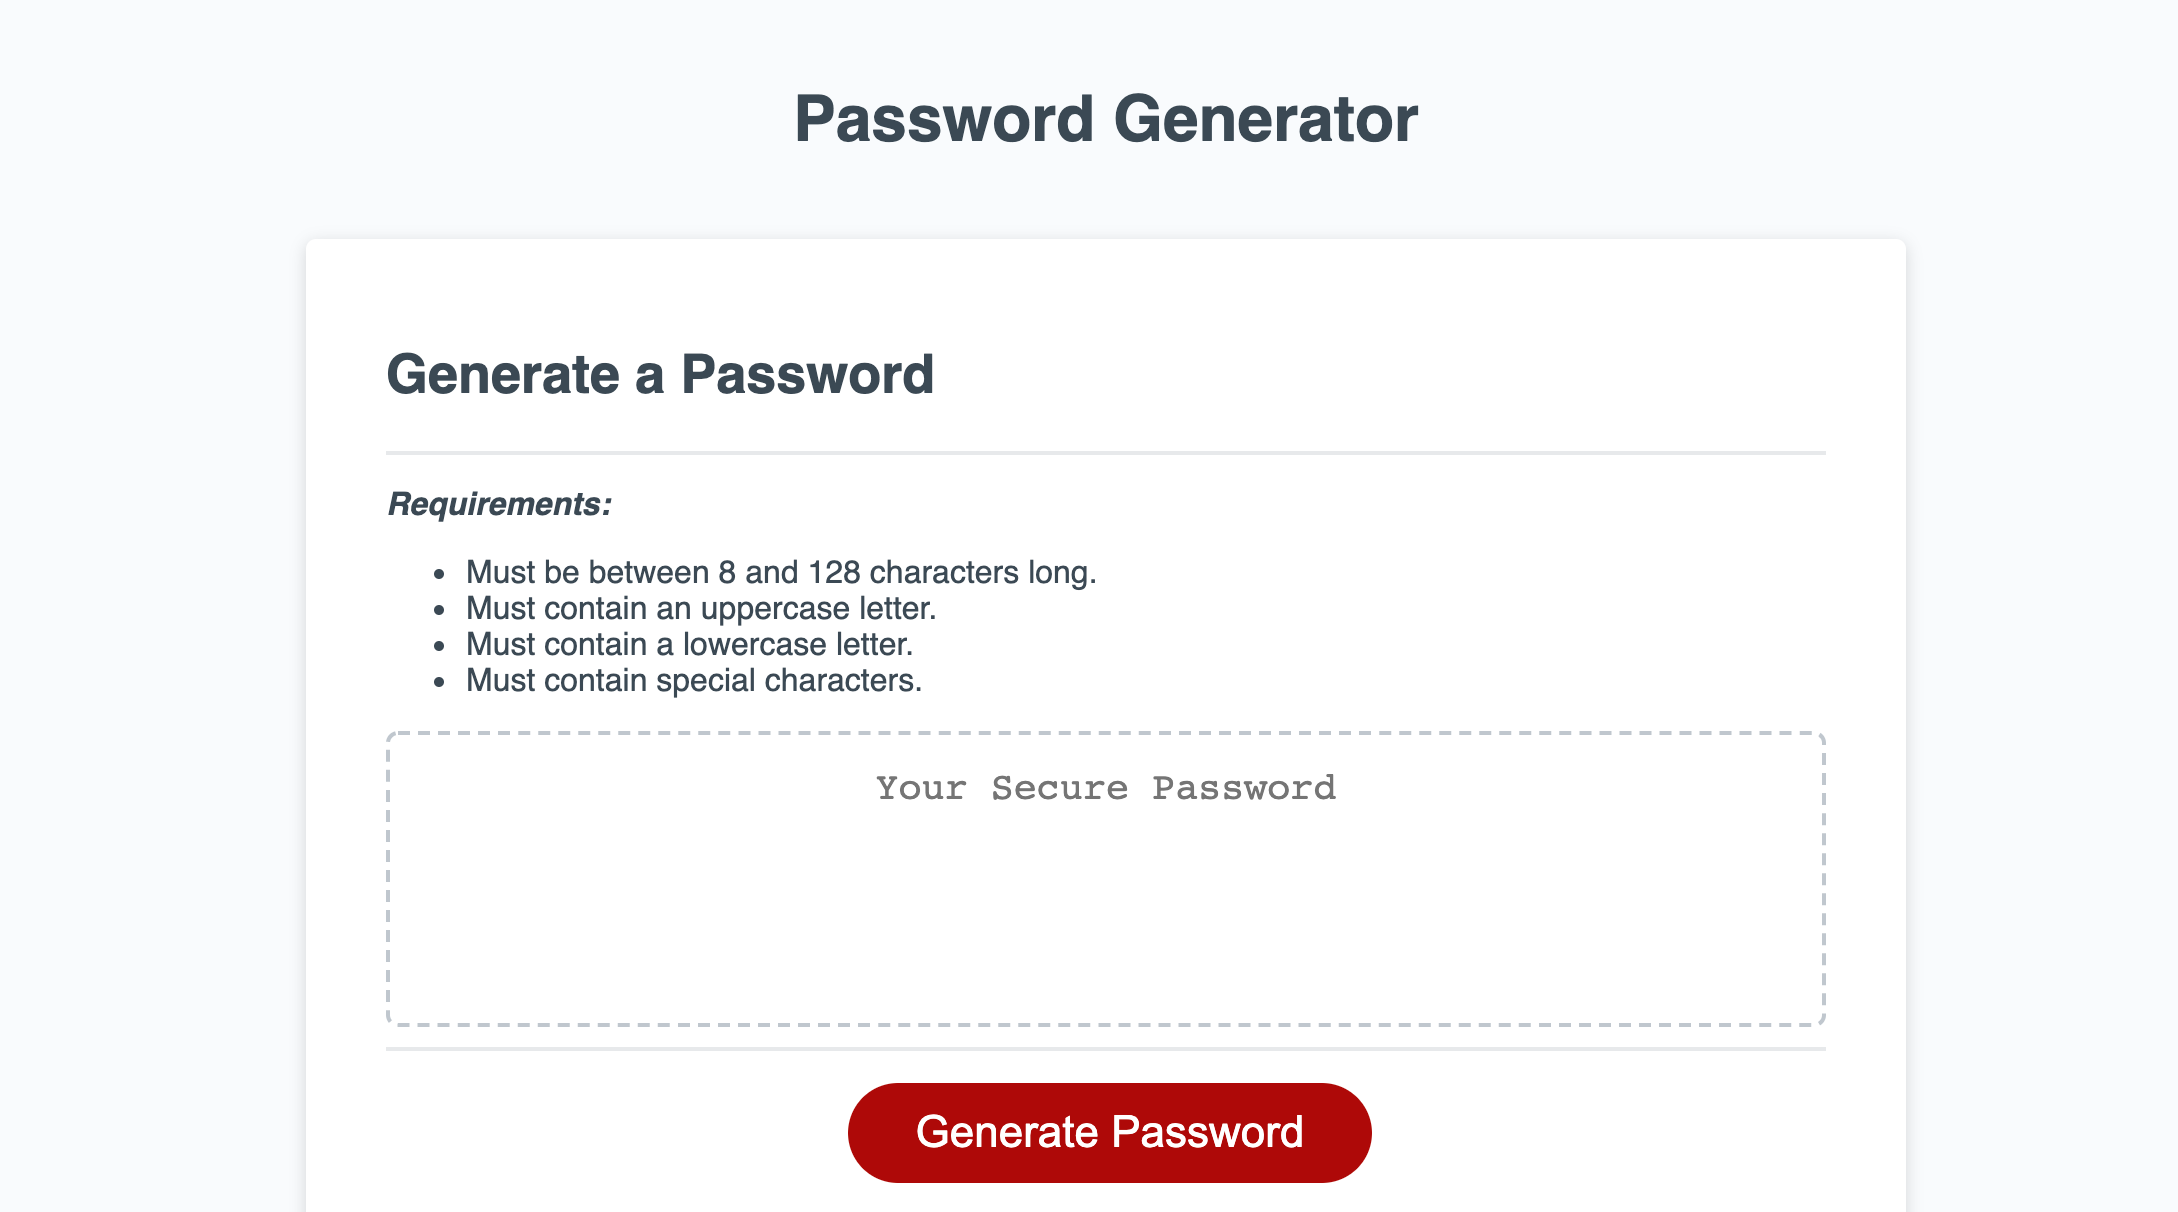 Password Generator
Generate a Password
Requirements:
Must be between 8 and 128 characters long.
Must contain an uppercase letter.
Must contain a lowercase letter.
Must contain special characters.
Your Secure Password
Generate Password